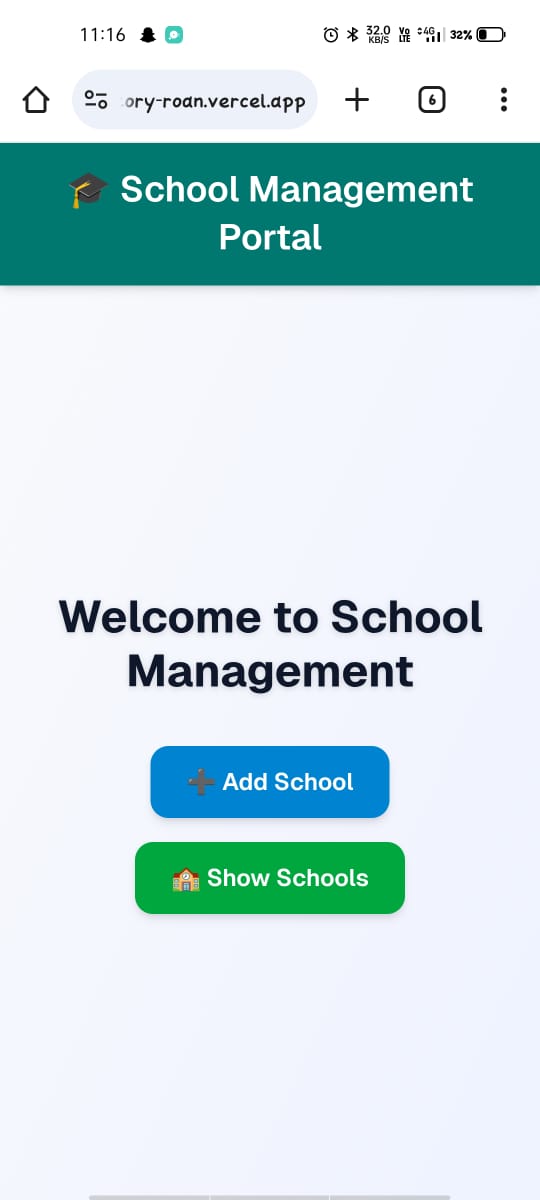 11:16 32.0 KB/S Vo LTE 4G 32%
ory-roan.vercel.app 6
🎓 School Management
Portal
Welcome to School
Management
➕ Add School
🏫 Show Schools